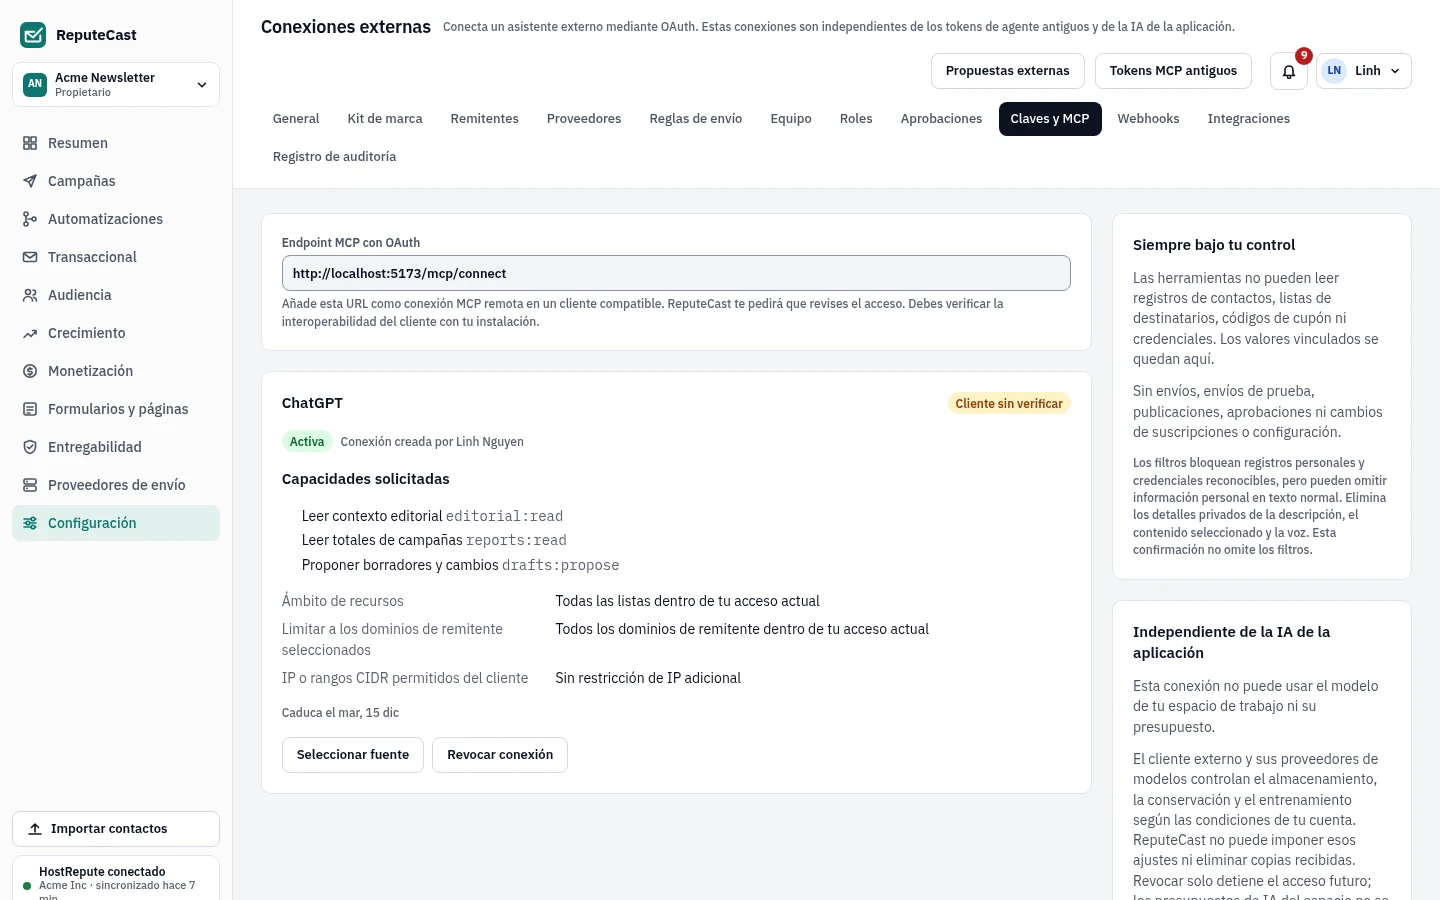 ReputeCast
AN
Acme Newsletter
Propietario
Resumen
Campañas
Automatizaciones
Transaccional
Audiencia
Crecimiento
Monetización
Formularios y páginas
Entregabilidad
Proveedores de envío
Configuración
Importar contactos
HostRepute conectado
Acme Inc · sincronizado hace 7
min
Conexiones externas
Conecta un asistente externo mediante OAuth. Estas conexiones son independientes de los tokens de agente antiguos y de la IA de la aplicación.
Propuestas externas
Tokens MCP antiguos
9
LN
Linh
General
Kit de marca
Remitentes
Proveedores
Reglas de envío
Equipo
Roles
Aprobaciones
Claves y MCP
Webhooks
Integraciones
Registro de auditoría
Endpoint MCP con OAuth
http://localhost:5173/mcp/connect
Añade esta URL como conexión MCP remota en un cliente compatible. ReputeCast te pedirá que revises el acceso. Debes verificar la
interoperabilidad del cliente con tu instalación.
ChatGPT
Cliente sin verificar
Activa
Conexión creada por Linh Nguyen
Capacidades solicitadas
Leer contexto editorial editorial:read
Leer totales de campañas reports:read
Proponer borradores y cambios drafts:propose
Ámbito de recursos
Todas las listas dentro de tu acceso actual
Limitar a los dominios de remitente
seleccionados
Todos los dominios de remitente dentro de tu acceso actual
IP o rangos CIDR permitidos del cliente
Sin restricción de IP adicional
Caduca el mar, 15 dic
Seleccionar fuente
Revocar conexión
Siempre bajo tu control
Las herramientas no pueden leer
registros de contactos, listas de
destinatarios, códigos de cupón ni
credenciales. Los valores vinculados se
quedan aquí.
Sin envíos, envíos de prueba,
publicaciones, aprobaciones ni cambios
de suscripciones o configuración.
Los filtros bloquean registros personales y
credenciales reconocibles, pero pueden omitir
información personal en texto normal. Elimina
los detalles privados de la descripción, el
contenido seleccionado y la voz. Esta
confirmación no omite los filtros.
Independiente de la IA de la
aplicación
Esta conexión no puede usar el modelo
de tu espacio de trabajo ni su
presupuesto.
El cliente externo y sus proveedores de
modelos controlan el almacenamiento,
la conservación y el entrenamiento
según las condiciones de tu cuenta.
ReputeCast no puede imponer esos
ajustes ni eliminar copias recibidas.
Revocar solo detiene el acceso futuro;
los presupuestos de IA del espacio no se